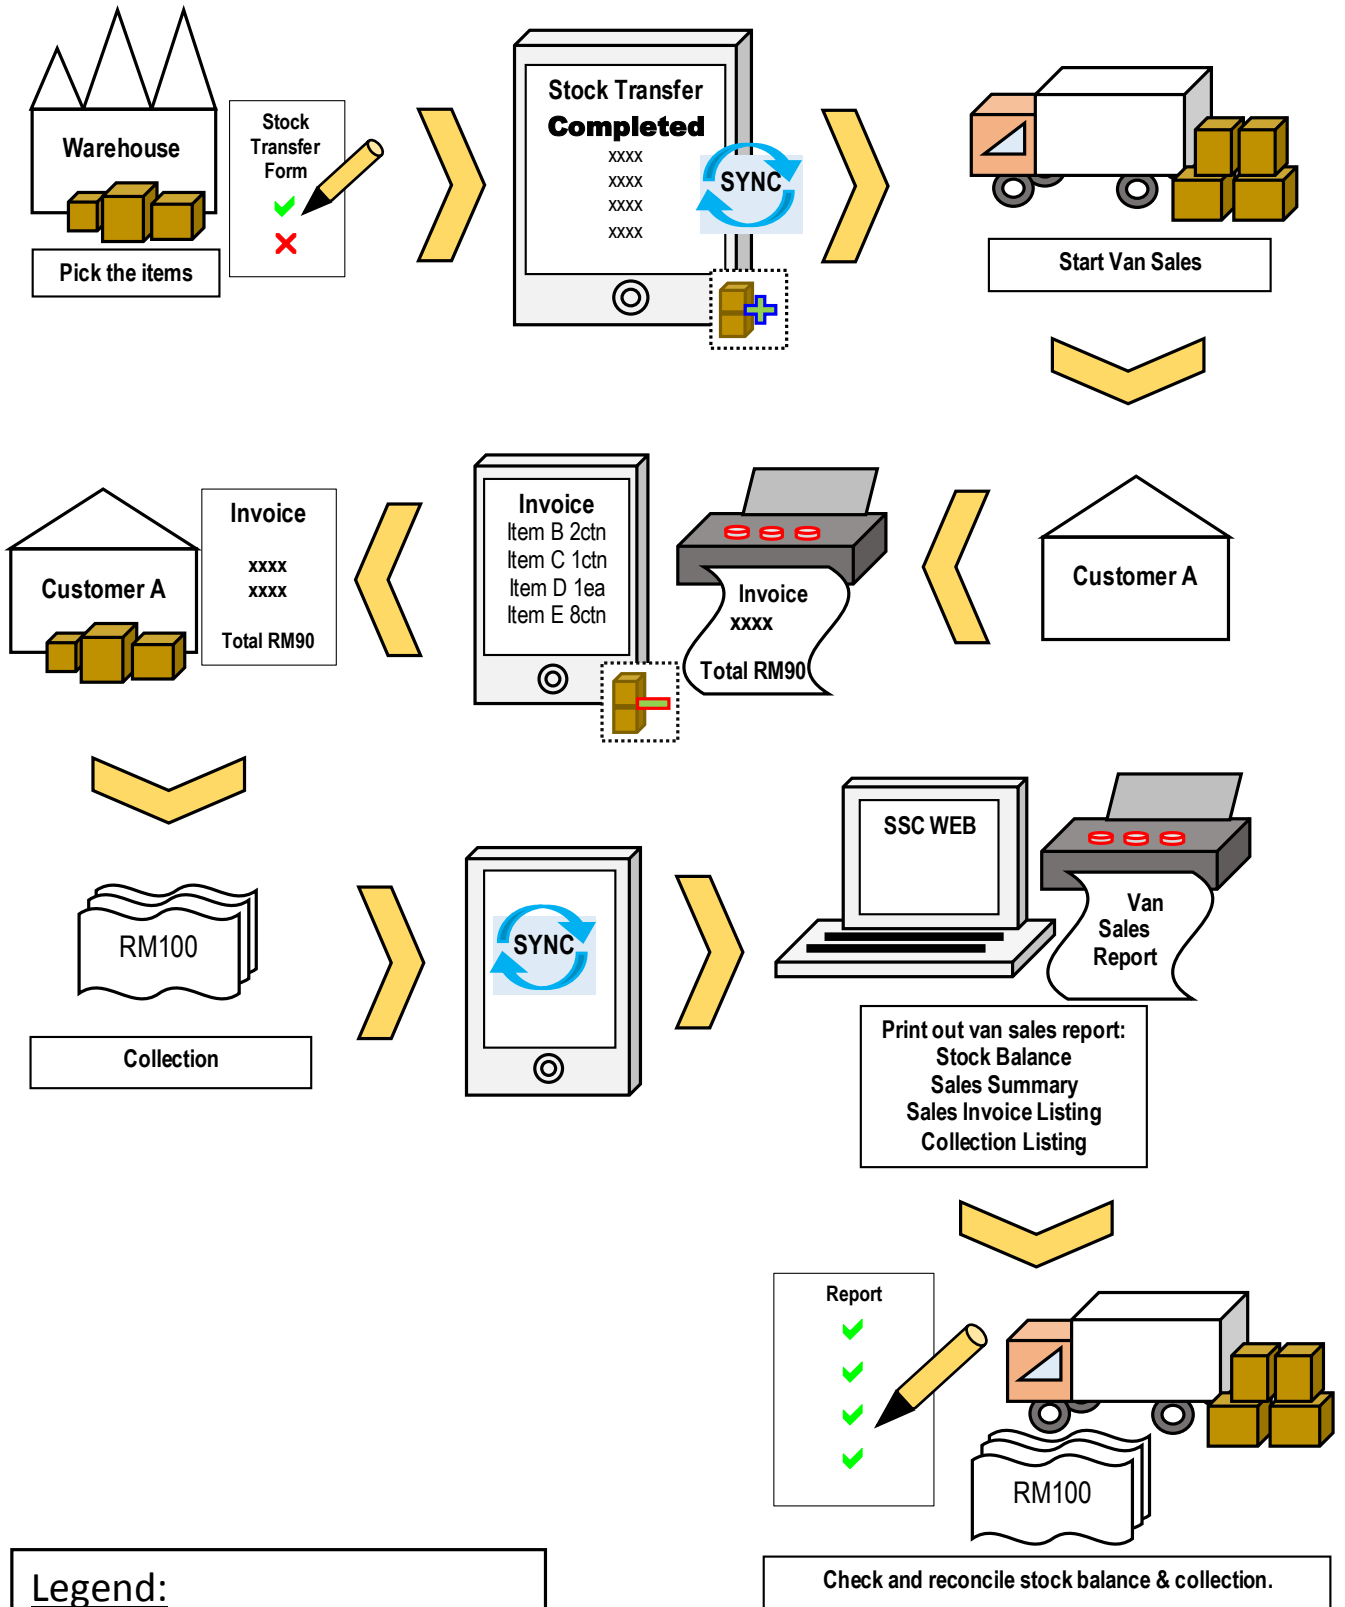 Warehouse
Pick the items
Stock
Transfer
Form
Stock Transfer
Completed
xxxx
xxxx
xxxx
xxxx
SYNC
Start Van Sales
Customer A
Invoice
xxxx
Total RM90
Invoice
Item B 2ctn
Item C 1ctn
Item D 1ea
Item E 8ctn
Invoice
xxxx
xxxx
Total RM90
Customer A
RM100
Collection
SYNC
SSC WEB
Van
Sales
Report
Print out van sales report:
Stock Balance
Sales Summary
Sales Invoice Listing
Collection Listing
Report
RM100
Check and reconcile stock balance & collection.
Legend: